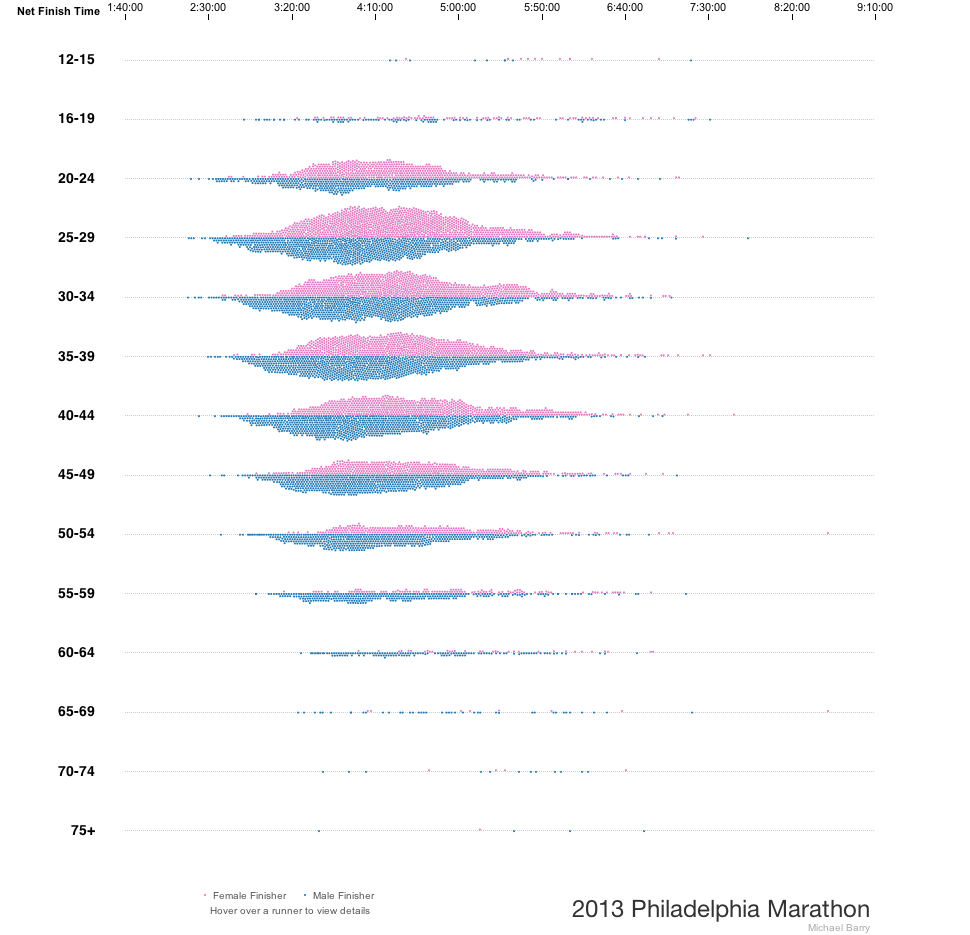 Net Finish Time 1:40:00 2:30:00 3:20:00 4:10:00 5:00:00 5:50:00 6:40:00 7:30:00 8:20:00 9:10:00
12-15
16-19
20-24
25-29
30-34
35-39
40-44
45-49
50-54
55-59
60-64
65-69
70-74
75+
Female Finisher Male Finisher
Hover over a runner to view details
2013 Philadelphia Marathon
Michael Barry